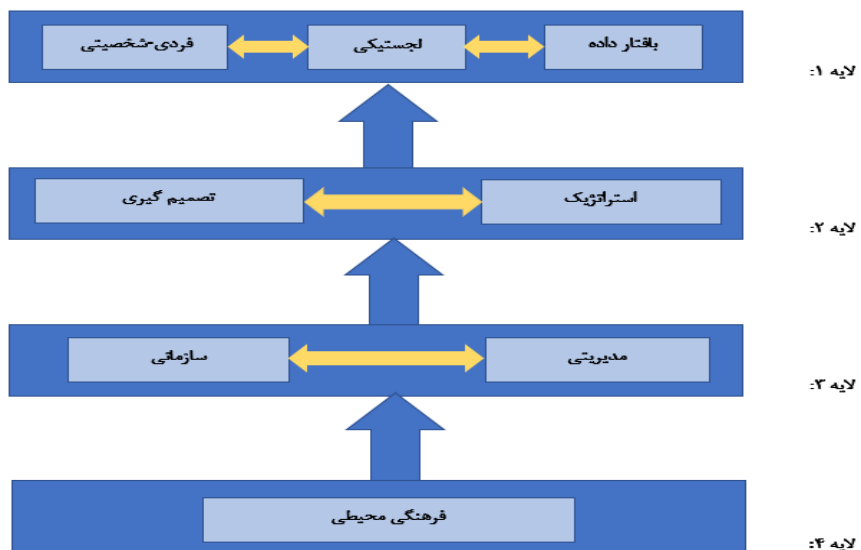 بافتار داده
لجستیکی
فردی-شخصیتی
لایه ۱:
استراتژیک
تصمیم گیری
لایه ۲:
مدیریتی
سازمانی
لایه ۳:
فرهنگی محیطی
لایه ۴: